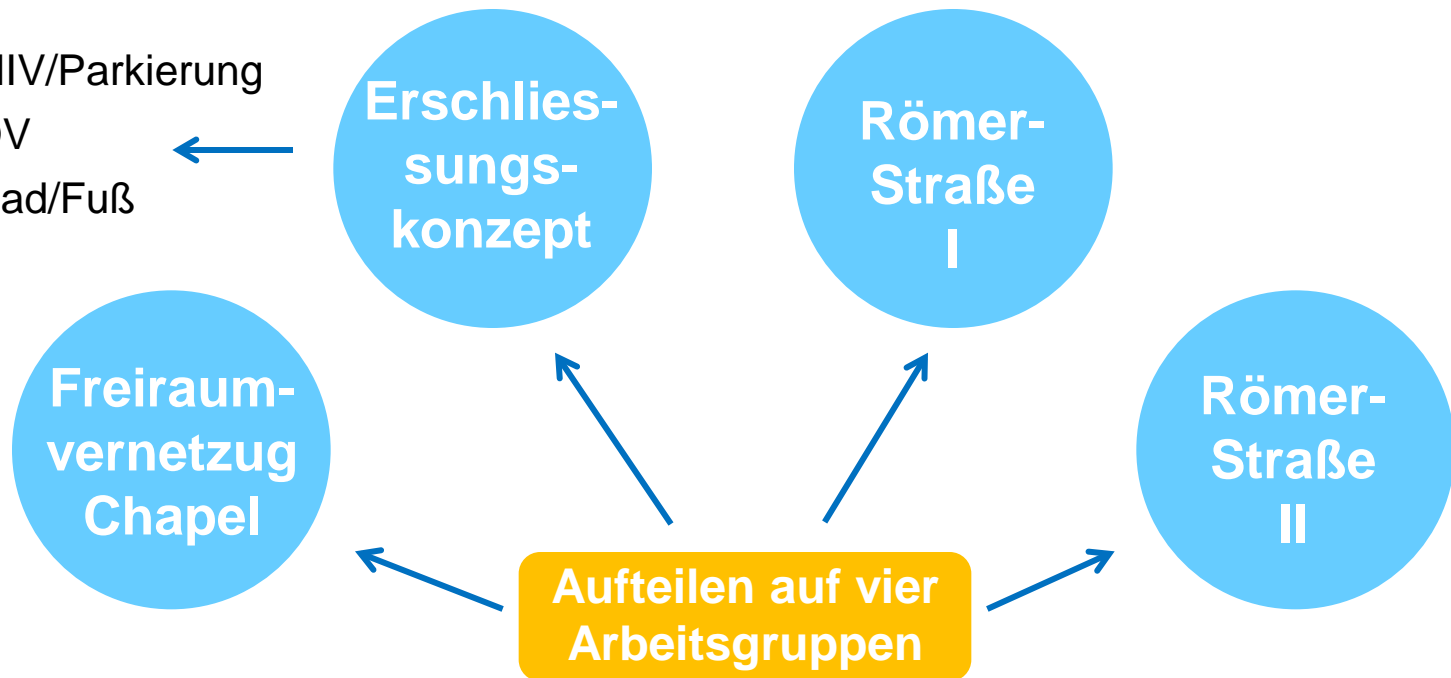 IV/Parkierung
V
ad/Fuß
Erschlies-
sungs-
konzept
Römer-
Straße
I
Freiraum-
vernetzug
Chapel
Römer-
Straße
II
Aufteilen auf vier
Arbeitsgruppen